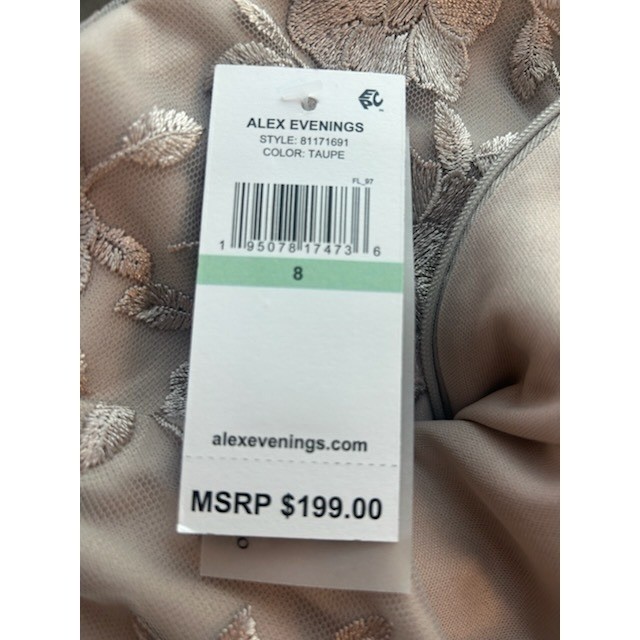 ALEX EVENINGS
STYLE: 81171691
COLOR: TAUPE
FL_97
1 95078 17473 6
8
alexevenings.com
MSRP $199.00